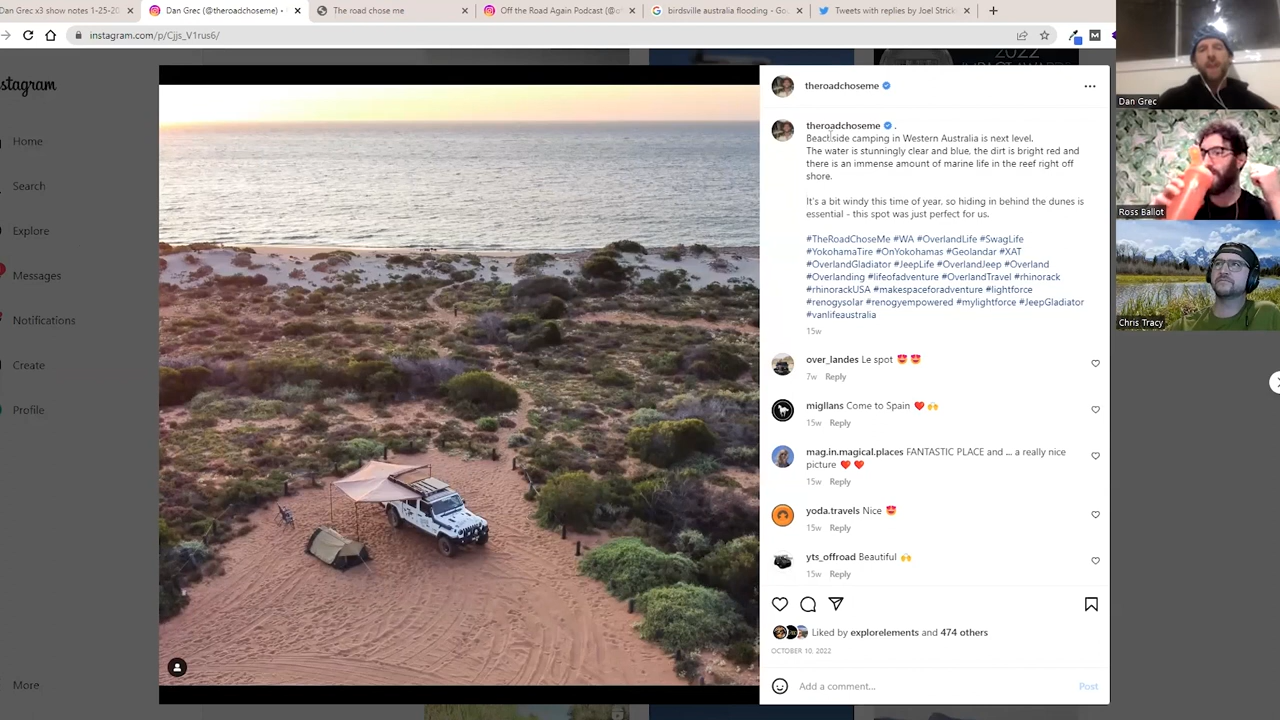 Dan Grec x3 show notes 1
Dan Grec (@theroadchoseme) •
The road chose me
Off the Road Again Podcast (@of
birdsville australia flooding - Goo
Tweets with replies by Joel Strick
instagram.com/p/Cjjs_V1rus6/
stagram
Home
Search
Explore
Messages
Notifications
Create
Profile
More
2022
theroadchoseme
theroadchoseme .
Beachside camping in Western Australia is next level.
The water is stunningly clear and blue, the dirt is bright red and
there is an immense amount of marine life in the reef right off
shore.
It's a bit windy this time of year, so hiding in behind the dunes is
essential - this spot was just perfect for us.
#TheRoadChoseMe #WA #OverlandLife #SwagLife
#YokohamaTire #OnYokohamas #Geolandar #XAT
#OverlandGladiator #JeepLife #OverlandJeep #Overland
#Overlanding #lifeofadventure #OverlandTravel #rhinorack
#rhinorackUSA #makespaceforadventure #lightforce
#renogysolar #renogyempowered #mylightforce #JeepGladiator
#vanlifeaustralia
15w
over_landes Le spot 😍😍
7w Reply
migllans Come to Spain ❤️🙌
15w Reply
mag.in.magical.places FANTASTIC PLACE and ... a really nice
picture ❤️❤️
15w Reply
yoda.travels Nice 😍
15w Reply
yts_offroad Beautiful 🙌
15w Reply
Liked by explorelements and 474 others
OCTOBER 10, 2022
Add a comment...
Post
Dan Grec
Ross Ballot
Chris Tracy